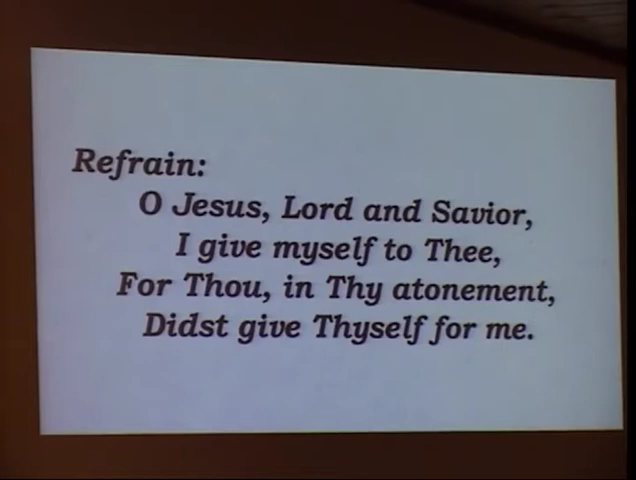 Refrain:
O Jesus, Lord and Savior,
I give myself to Thee,
For Thou, in Thy atonement,
Didst give Thyself for me.